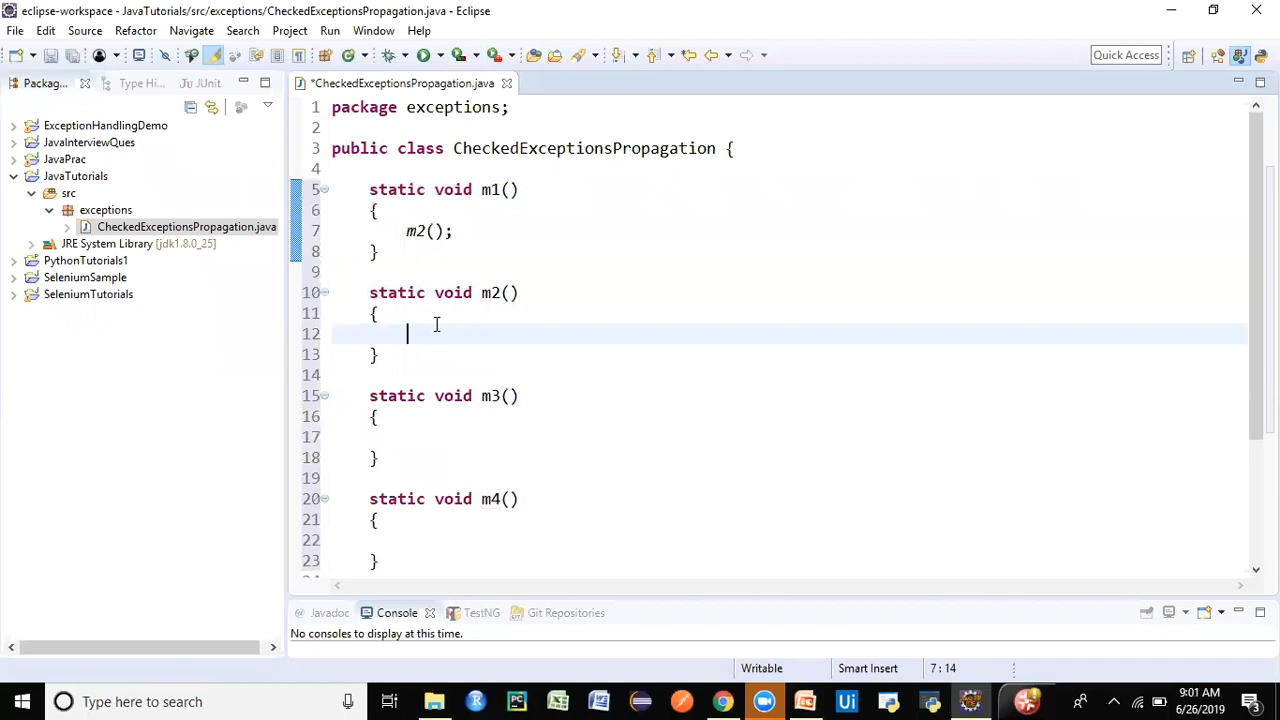 eclipse-workspace - JavaTutorials/src/exceptions/CheckedExceptionsPropagation.java - Eclipse
File Edit Source Refactor Navigate Search Project Run Window Help
Quick Access
Packag... Type Hi... JUnit
*CheckedExceptionsPropagation.java
ExceptionHandlingDemo
JavaInterviewQues
JavaPrac
JavaTutorials
src
exceptions
CheckedExceptionsPropagation.java
JRE System Library [jdk1.8.0_25]
PythonTutorials1
SeleniumSample
SeleniumTutorials
1 package exceptions;
2
3 public class CheckedExceptionsPropagation {
4
5 static void m1()
6 {
7 m2();
8 }
9
10 static void m2()
11 {
12
13 }
14
15 static void m3()
16 {
17
18 }
19
20 static void m4()
21 {
22
23 }
Javadoc Console TestNG Git Repositories
No consoles to display at this time.
Writable Smart Insert 7 : 14
Type here to search
9:01 AM
6/26/2019